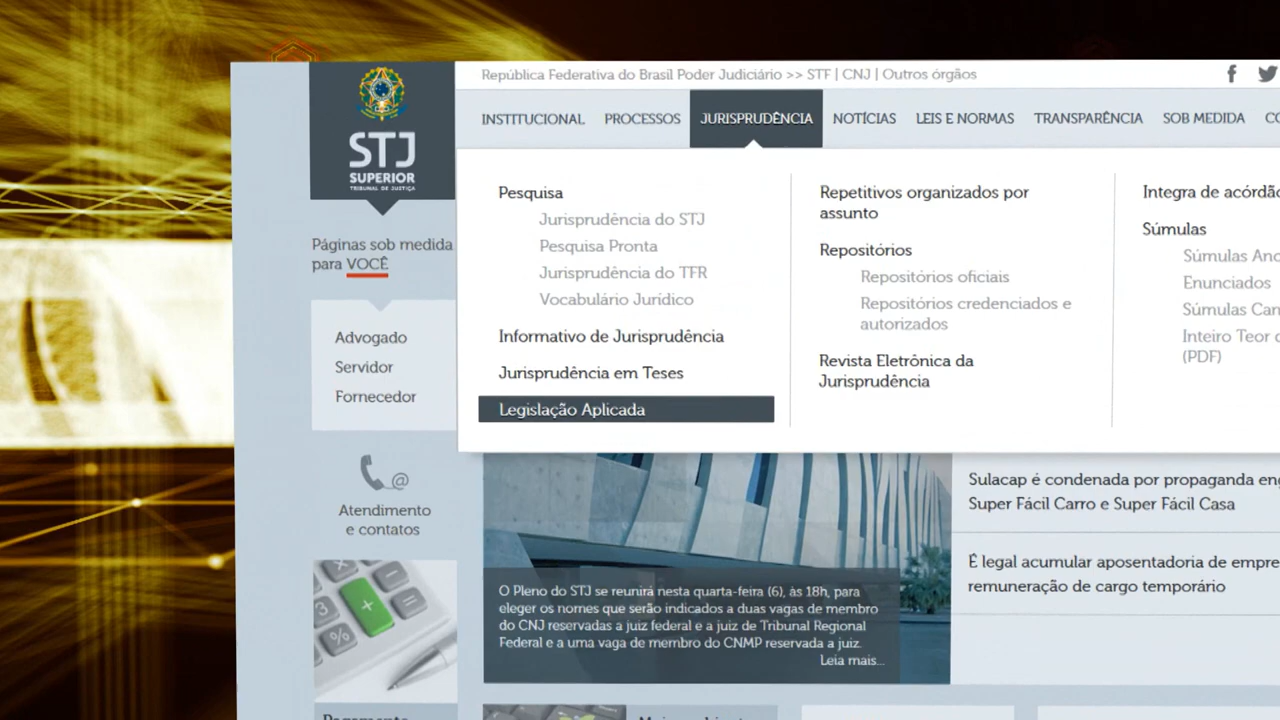 República Federativa do Brasil Poder Judiciário >> STF | CNJ | Outros órgãos
STJ
SUPERIOR
TRIBUNAL DE JUSTIÇA
INSTITUCIONAL PROCESSOS JURISPRUDÊNCIA NOTÍCIAS LEIS E NORMAS TRANSPARÊNCIA SOB MEDIDA
Páginas sob medida
para VOCÊ
Advogado
Servidor
Fornecedor
Atendimento
e contatos
Pesquisa
Jurisprudência do STJ
Pesquisa Pronta
Jurisprudência do TFR
Vocabulário Jurídico
Informativo de Jurisprudência
Jurisprudência em Teses
Legislação Aplicada
Repetitivos organizados por
assunto
Repositórios
Repositórios oficiais
Repositórios credenciados e
autorizados
Revista Eletrônica da
Jurisprudência
Integra de
Súmulas
Súmulas
Enunciados
Súmulas
Inteiro Teor
(PDF)
O Pleno do STJ se reunirá nesta quarta-feira (6), às 18h, para
eleger os nomes que serão indicados a duas vagas de membro
do CNJ reservadas a juiz federal e a juiz de Tribunal Regional
Federal e a uma vaga de membro do CNMP reservada a juiz.
Leia mais...
Sulacap é condenada por propaganda
Super Fácil Carro e Super Fácil Casa
É legal acumular aposentadoria de
remuneração de cargo temporário